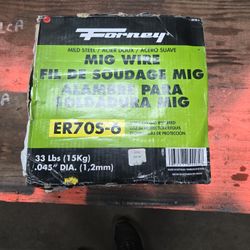 Forney
MILD STEEL / ACIER DOUX / ACERO SUAVE
MIG WIRE
FIL DE SOUDAGE MIG
ALAMBRE PARA
SOLDADURA MIG
ER70S-6
33 Lbs (15Kg)
.045" DIA. (1,2mm)